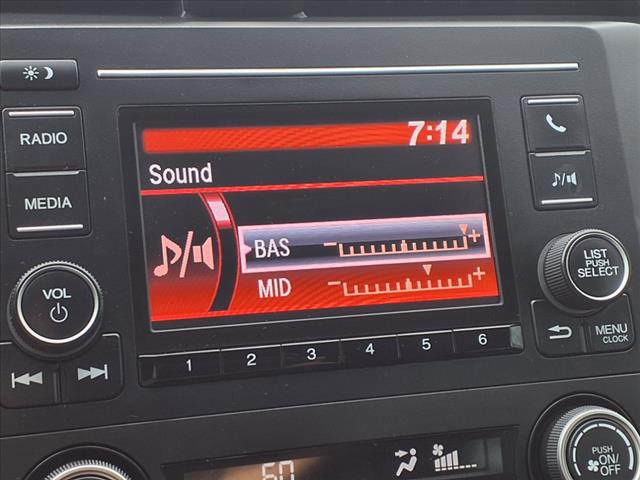 7:14
RADIO
Sound
MEDIA
BAS
− +
MID
− +
LIST
PUSH
SELECT
VOL
MENU
CLOCK
1 2 3 4 5 6
60
PUSH
ON/
OFF